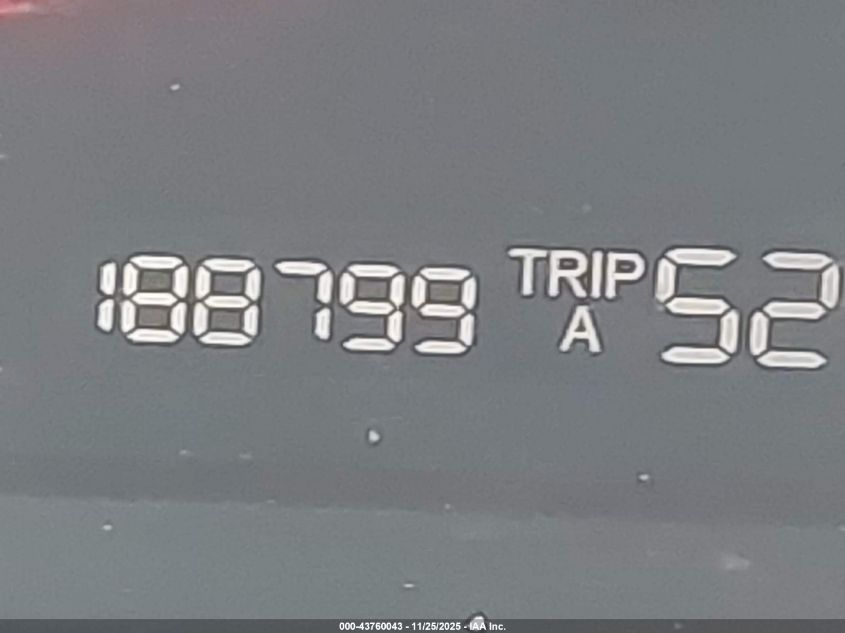 188799 TRIP A 52
000-43760043 - 11/25/2025 - IAA Inc.